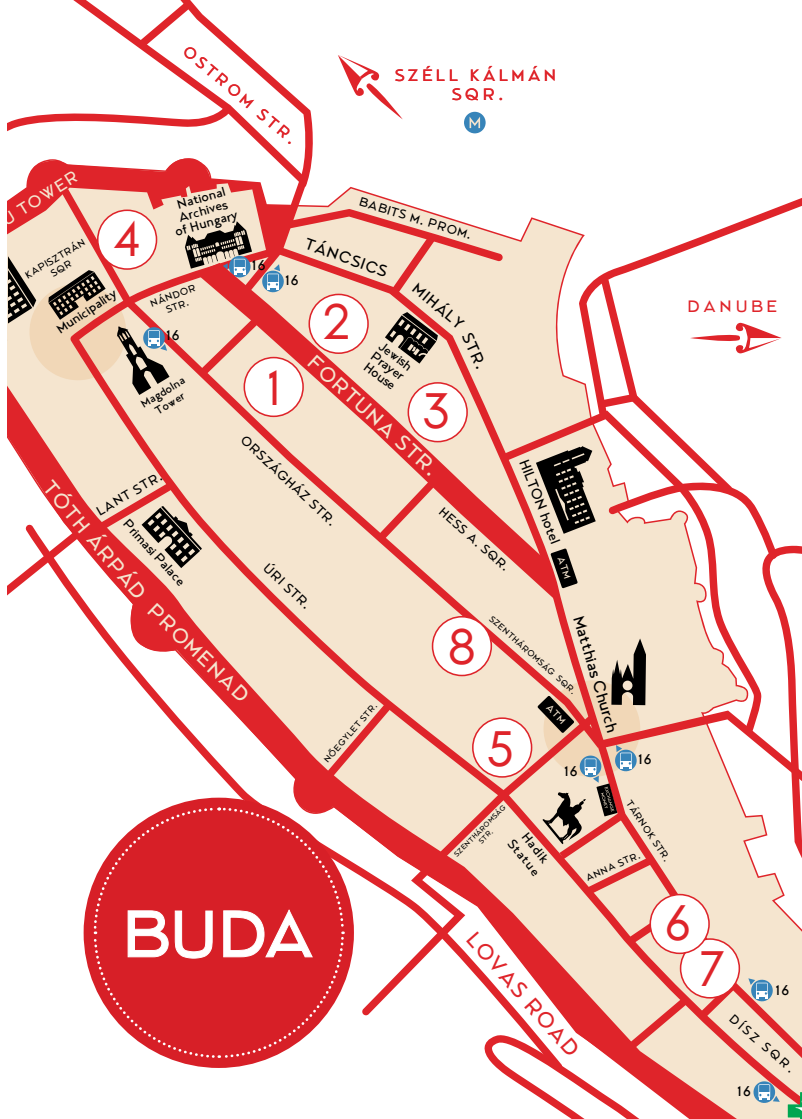 OSTROM STR.
SZÉLL KÁLMÁN
SQR.
M
U TOWER
National
Archives
of Hungary
BABITS M. PROM.
4
KAPISZTRÁN
SQR
TÁNCSICS
MIHÁLY STR.
16
16
Municipality
NÁNDOR
STR.
DANUBE
2
16
Jewish
Prayer
House
Magdolna
Tower
1
FORTUNA STR.
3
ORSZÁGHÁZ STR.
HILTON hotel
LANT STR.
TÓTH ÁRPÁD PROMENAD
Primasi Palace
HESS A. SQR.
ATM
ÚRI STR.
SZENTHÁROMSÁG SQR.
Matthias Church
8
ATM
NŐEGYLET STR.
5
16
16
EXCHANGE
MONEY
TÁRNOK STR.
SZENTHÁROMSÁG
STR.
Hadik
Statue
ANNA STR.
BUDA
6
7
LOVAS ROAD
16
DÍSZ SQR.
16